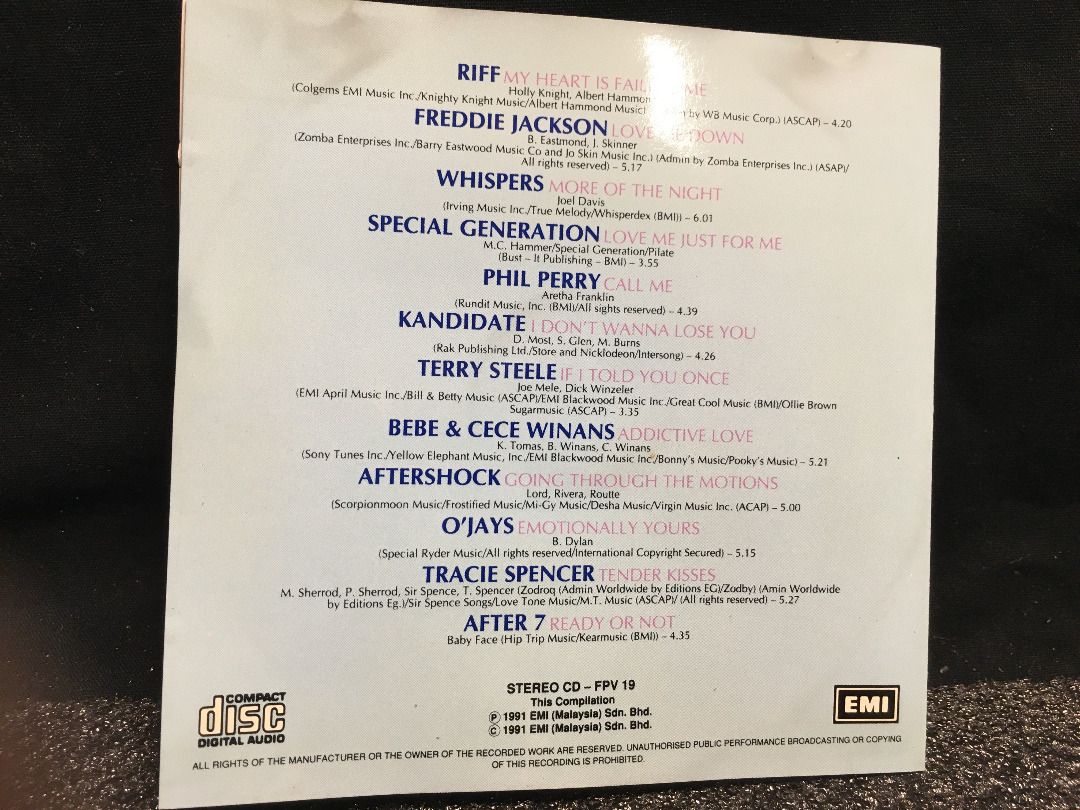 RIFF MY HEART IS FAIL ME
Holly Knight, Albert Hammon
(Colgems EMI Music Inc./Knighty Knight Music/Albert Hammond Music( by WB Music Corp.) (ASCAP) – 4.20
FREDDIE JACKSON LOVE ME DOWN
B. Eastmond, J. Skinner
(Zomba Enterprises Inc./Barry Eastwood Music Co and Jo Skin Music Inc.) (Admin by Zomba Enterprises Inc.) (ASAP)/
All rights reserved) – 5.17
WHISPERS MORE OF THE NIGHT
Joel Davis
(Irving Music Inc./True Melody/Whisperdex (BMI)) – 6.01
SPECIAL GENERATION LOVE ME JUST FOR ME
M.C. Hammer/Special Generation/Pilate
(Bust – It Publishing – BMI) – 3.55
PHIL PERRY CALL ME
Aretha Franklin
(Rundit Music, Inc. (BMI)/All sights reserved) – 4.39
KANDIDATE I DON'T WANNA LOSE YOU
D. Most, S. Glen, M. Burns
(Rak Publishing Ltd./Store and Nicklodeon/Intersong) – 4.26
TERRY STEELE IF I TOLD YOU ONCE
Joe Mele, Dick Winzeler
(EMI April Music Inc./Bill & Betty Music (ASCAP)/EMI Blackwood Music Inc./Great Cool Music (BMI)/Ollie Brown
Sugarmusic (ASCAP) – 3.35
BEBE & CECE WINANS ADDICTIVE LOVE
K. Tomas, B. Winans, C. Winans
(Sony Tunes Inc./Yellow Elephant Music, Inc./EMI Blackwood Music Inc./Bonny's Music/Pooky's Music) – 5.21
AFTERSHOCK GOING THROUGH THE MOTIONS
Lord, Rivera, Routte
(Scorpionmoon Music/Frostified Music/Mi-Gy Music/Desha Music/Virgin Music Inc. (ACAP) – 5.00
O'JAYS EMOTIONALLY YOURS
B. Dylan
(Special Ryder Music/All rights reserved/International Copyright Secured) – 5.15
TRACIE SPENCER TENDER KISSES
M. Sherrod, P. Sherrod, Sir Spence, T. Spencer (Zodroq (Admin Worldwide by Editions EG)/Zodby) (Amin Worldwide
by Editions Eg.)/Sir Spence Songs/Love Tone Music/M.T. Music (ASCAP)/ (All rights reserved) – 5.27
AFTER 7 READY OR NOT
Baby Face (Hip Trip Music/Kearmusic (BMI)) – 4.35
COMPACT
disc
DIGITAL AUDIO
STEREO CD – FPV 19
This Compilation
Ⓟ 1991 EMI (Malaysia) Sdn. Bhd.
© 1991 EMI (Malaysia) Sdn. Bhd.
EMI
ALL RIGHTS OF THE MANUFACTURER OR THE OWNER OF THE RECORDED WORK ARE RESERVED. UNAUTHORISED PUBLIC PERFORMANCE BROADCASTING OR COPYING
OF THIS RECORDING IS PROHIBITED.